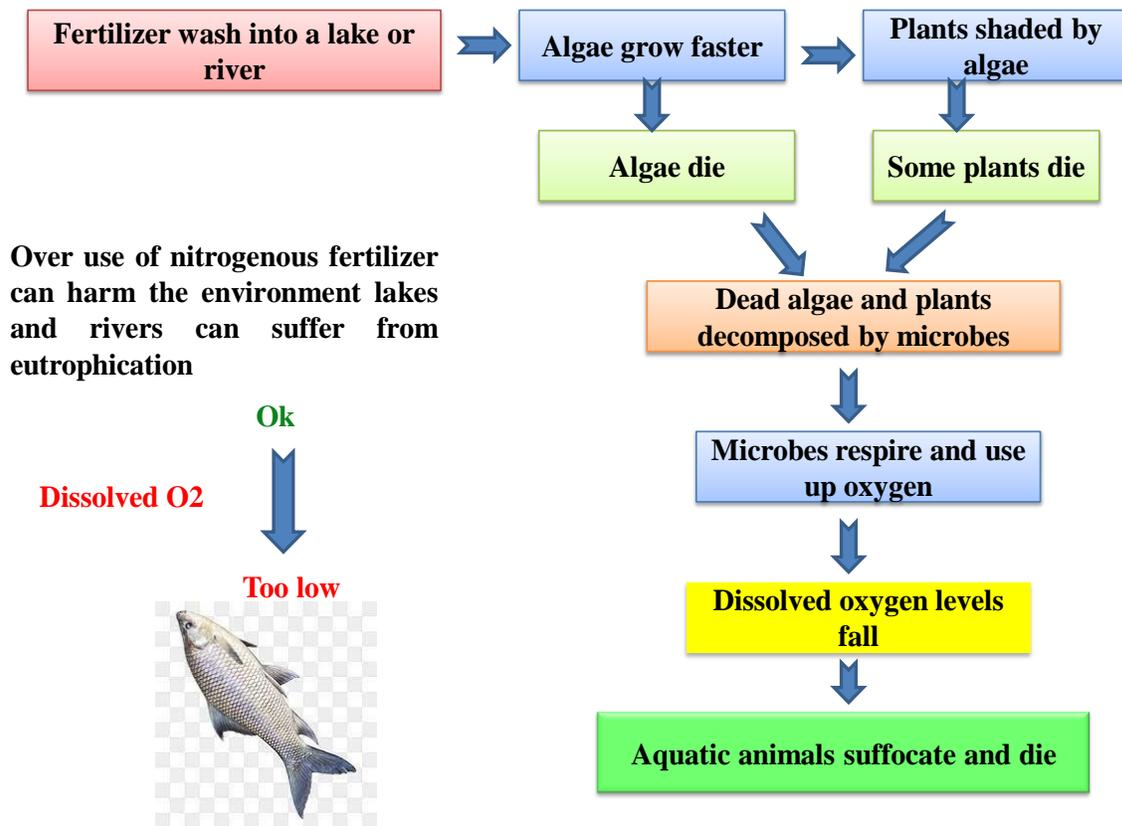 Fertilizer wash into a lake or
river
Algae grow faster
Plants shaded by
algae
Algae die
Some plants die
Over use of nitrogenous fertilizer
can harm the environment lakes
and rivers can suffer from
eutrophication
Ok
Dissolved O2
Too low
Dead algae and plants
decomposed by microbes
Microbes respire and use
up oxygen
Dissolved oxygen levels
fall
Aquatic animals suffocate and die